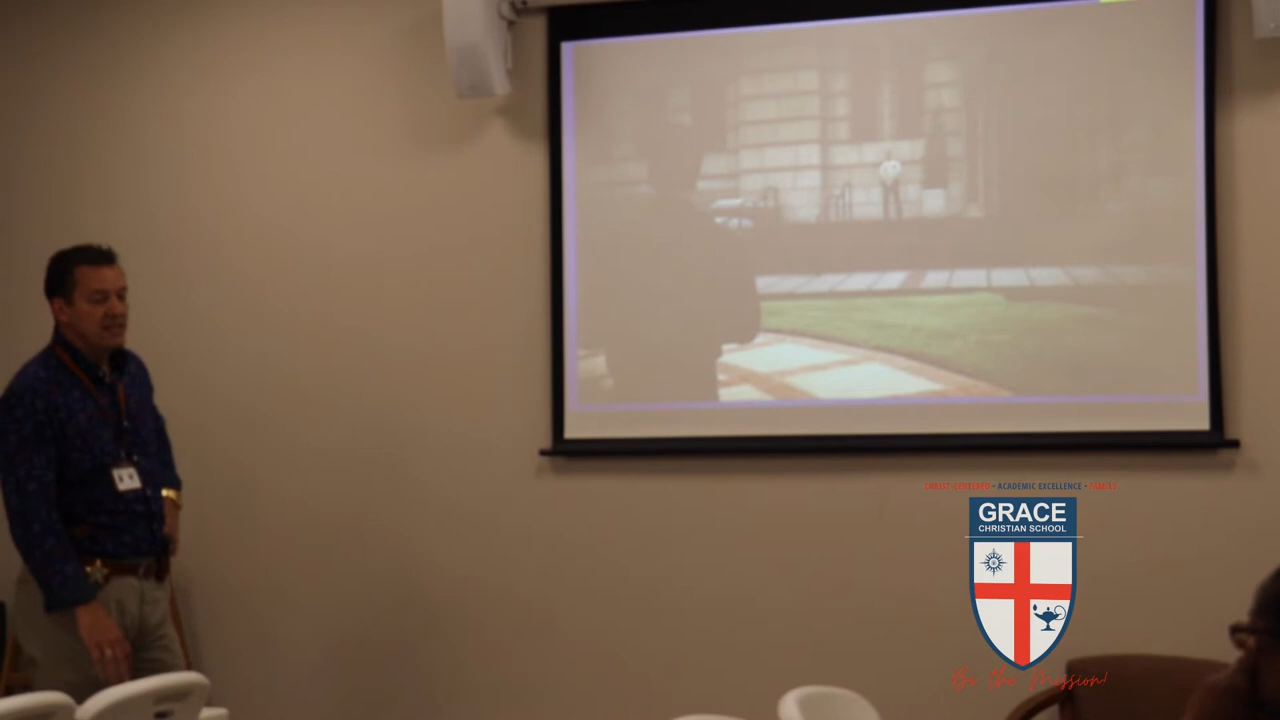 CHRIST-CENTERED • ACADEMIC EXCELLENCE • FAMILY
GRACE
CHRISTIAN SCHOOL
Be the Mission!